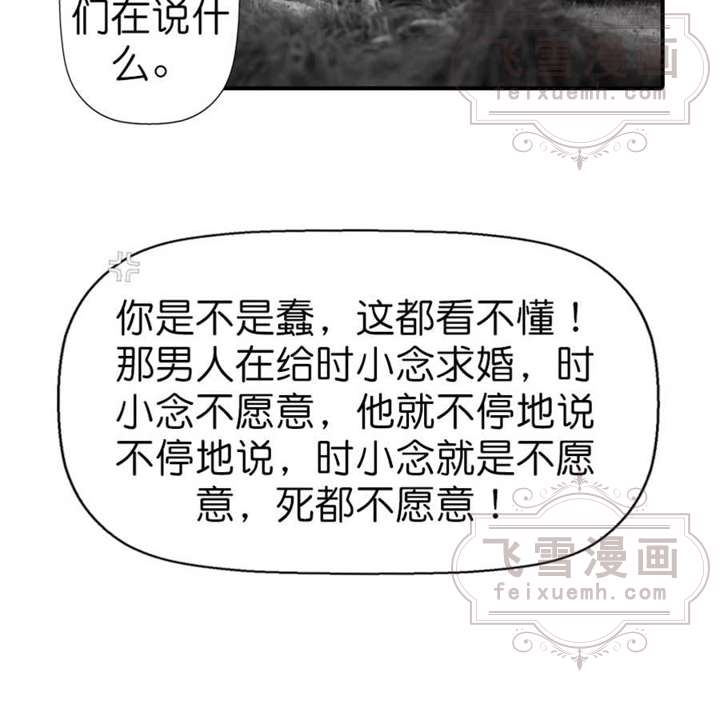 们在说什
么。
飞雪漫画
feixuemh.com
你是不是蠢，这都看不懂！
那男人在给时小念求婚，时
小念不愿意，他就不停地说
不停地说，时小念就是不愿
意，死都不愿意！
飞雪漫画
feixuemh.com